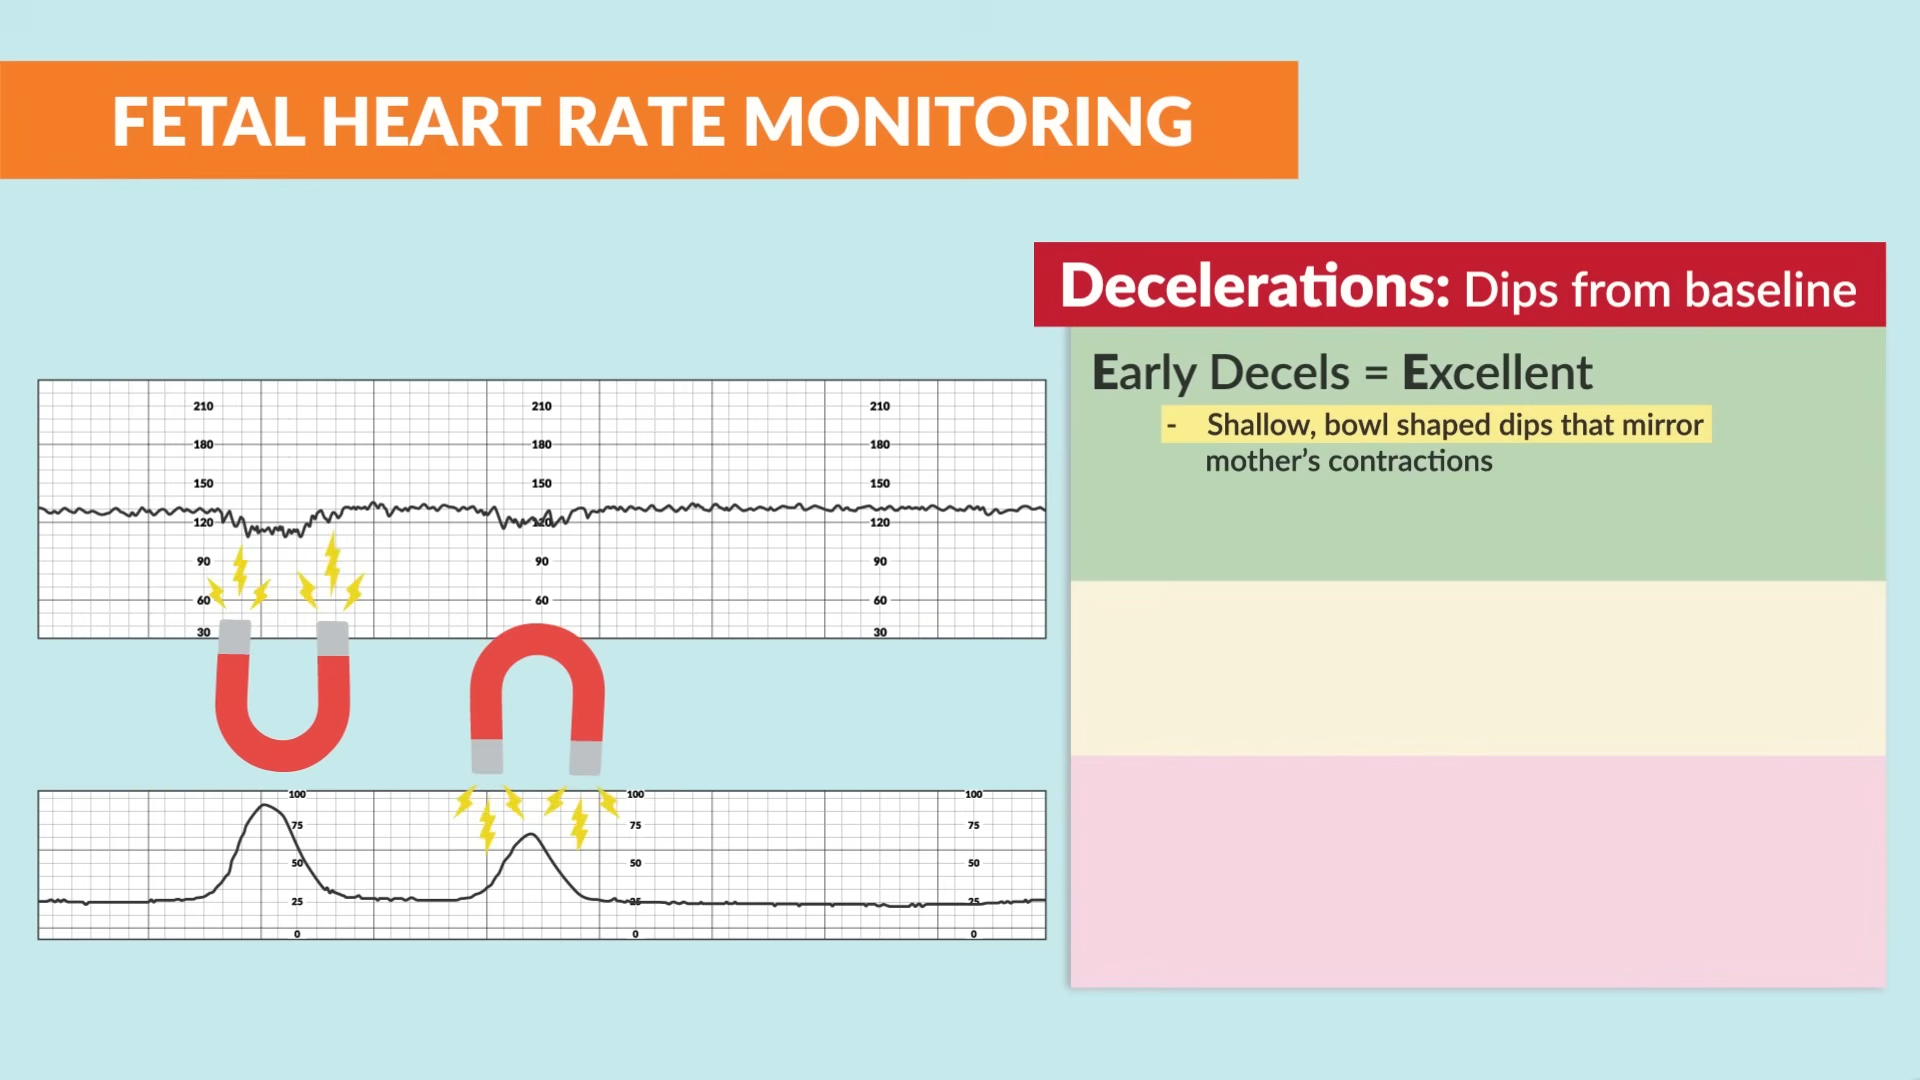 FETAL HEART RATE MONITORING
Decelerations: Dips from baseline
Early Decels = Excellent
- Shallow, bowl shaped dips that mirror
mother's contractions
210 210 210
180 180 180
150 150 150
120 120 120
90 90 90
60 60 60
30 30
100 100 100
75 75 75
50 50 50
25 25 25
0 0 0